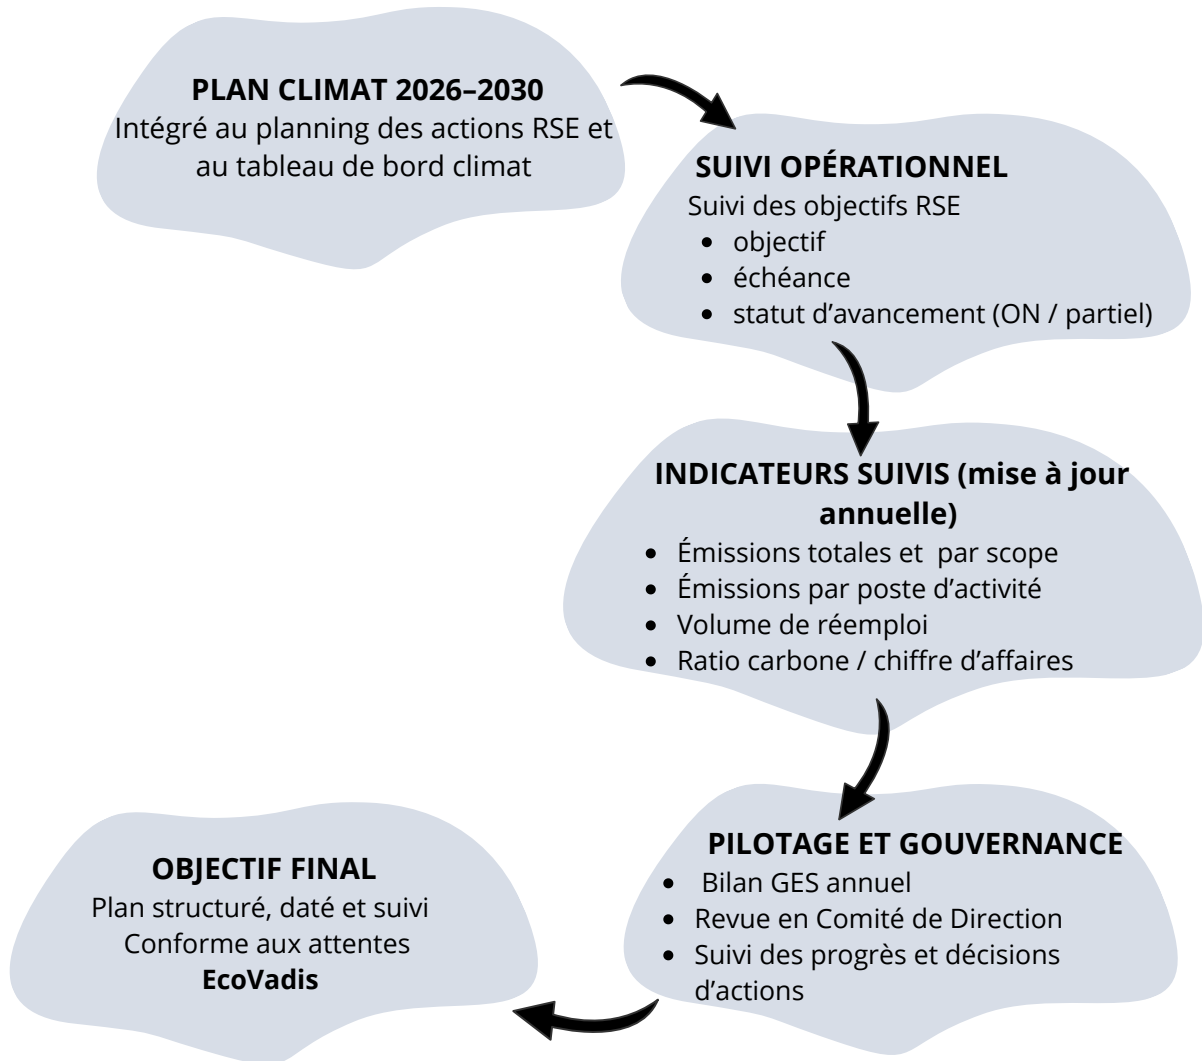 PLAN CLIMAT 2026–2030
Intégré au planning des actions RSE et
au tableau de bord climat
SUIVI OPÉRATIONNEL
Suivi des objectifs RSE
• objectif
• échéance
• statut d’avancement (ON / partiel)
INDICATEURS SUIVIS (mise à jour
annuelle)
• Émissions totales et par scope
• Émissions par poste d’activité
• Volume de réemploi
• Ratio carbone / chiffre d’affaires
PILOTAGE ET GOUVERNANCE
• Bilan GES annuel
• Revue en Comité de Direction
• Suivi des progrès et décisions
d’actions
OBJECTIF FINAL
Plan structuré, daté et suivi
Conforme aux attentes
EcoVadis